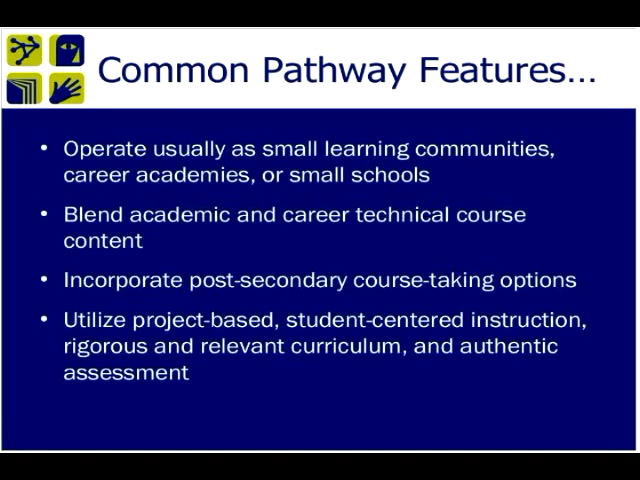 Common Pathway Features...
• Operate usually as small learning communities,
career academies, or small schools
• Blend academic and career technical course
content
• Incorporate post-secondary course-taking options
• Utilize project-based, student-centered instruction,
rigorous and relevant curriculum, and authentic
assessment